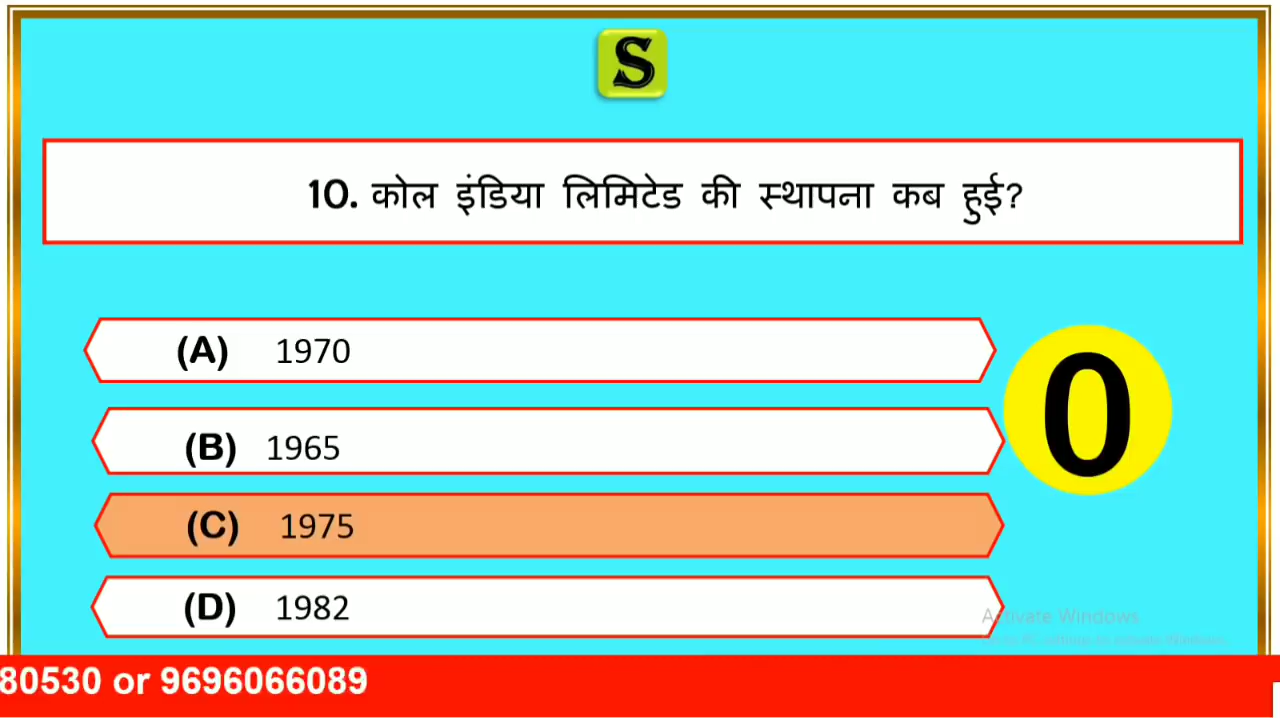 S
10. कोल इंडिया लिमिटेड की स्थापना कब हुई?
(A) 1970
0
(B) 1965
(C) 1975
(D) 1982
Activate Windows
80530 or 9696066089